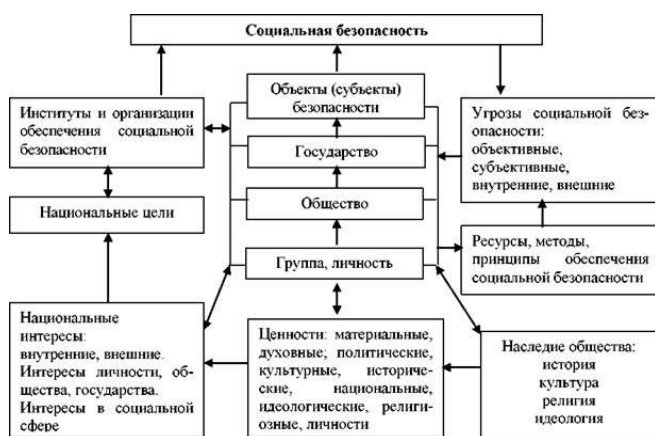 Социальная безопасность
Объекты (субъекты)
безопасности
Институты и организации
обеспечения социальной
безопасности
Угрозы социальной без-
опасности:
объективные,
субъективные,
внутренние, внешние
Государство
Национальные цели
Общество
Ресурсы, методы,
принципы обеспечения
социальной безопасности
Группа, личность
Национальные
интересы:
внутренние, внешние.
Интересы личности, об-
щества, государства.
Интересы в социальной
сфере
Ценности: материальные,
духовные; политические,
культурные, историче-
ские, национальные,
идеологические, религи-
озные, личности
Наследие общества:
история
культура
религия
идеология